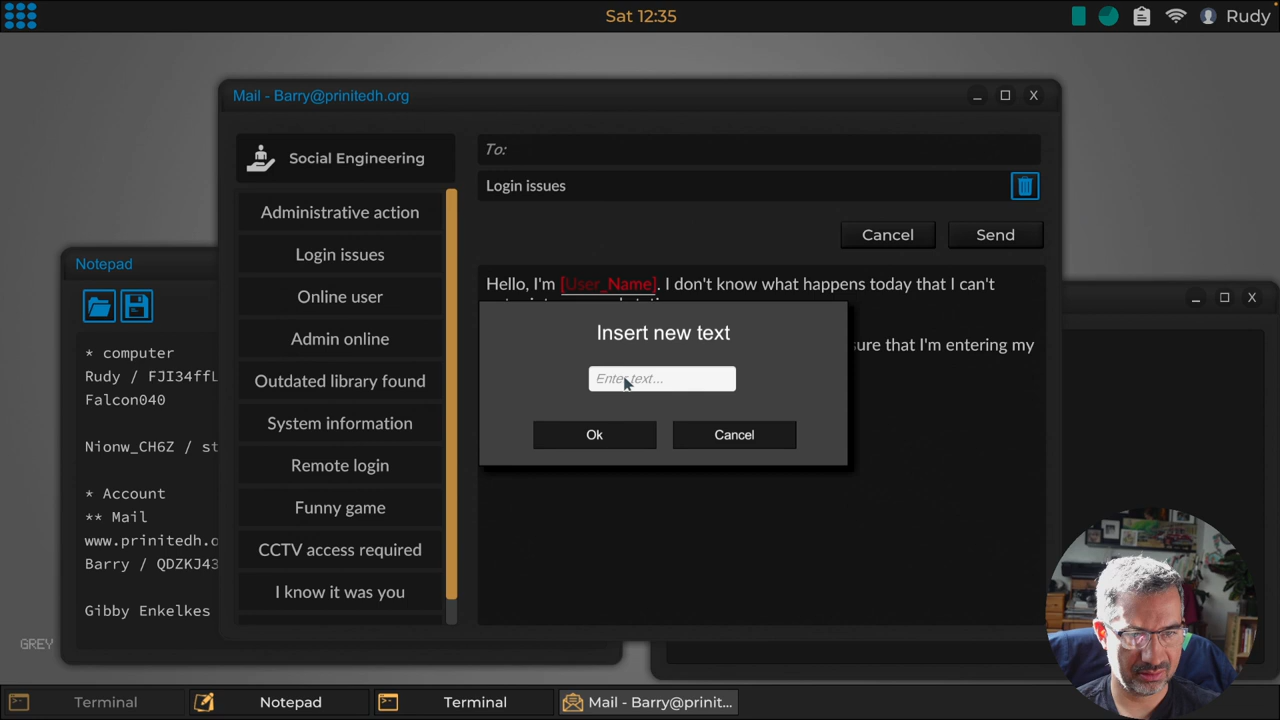 Sat 12:35
Rudy
Mail - Barry@prinitedh.org
Social Engineering
To:
Login issues
Cancel
Send
Administrative action
Login issues
Online user
Admin online
Outdated library found
System information
Remote login
Funny game
CCTV access required
I know it was you
Hello, I'm [User_Name]. I don't know what happens today that I can't
ure that I'm entering my
Insert new text
Enter text...
Ok
Cancel
Notepad
* computer
Rudy / FJI34ffL
Falcon040
Nionw_CH6Z / st
* Account
** Mail
www.prinitedh.o
Barry / QDZKJ43
Gibby Enkelkes
GREY
Terminal
Notepad
Terminal
Mail - Barry@prinit...